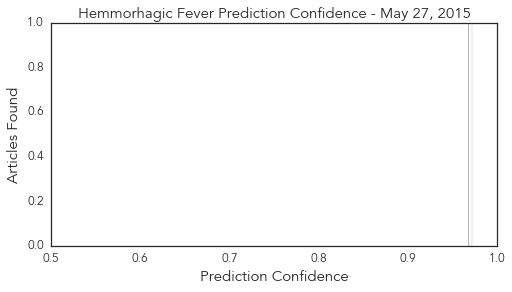 Hemmorhagic Fever Prediction Confidence - May 27, 2015
1.0
0.8
0.6
0.4
0.2
0.0
Articles Found
0.5 0.6 0.7 0.8 0.9 1.0
Prediction Confidence